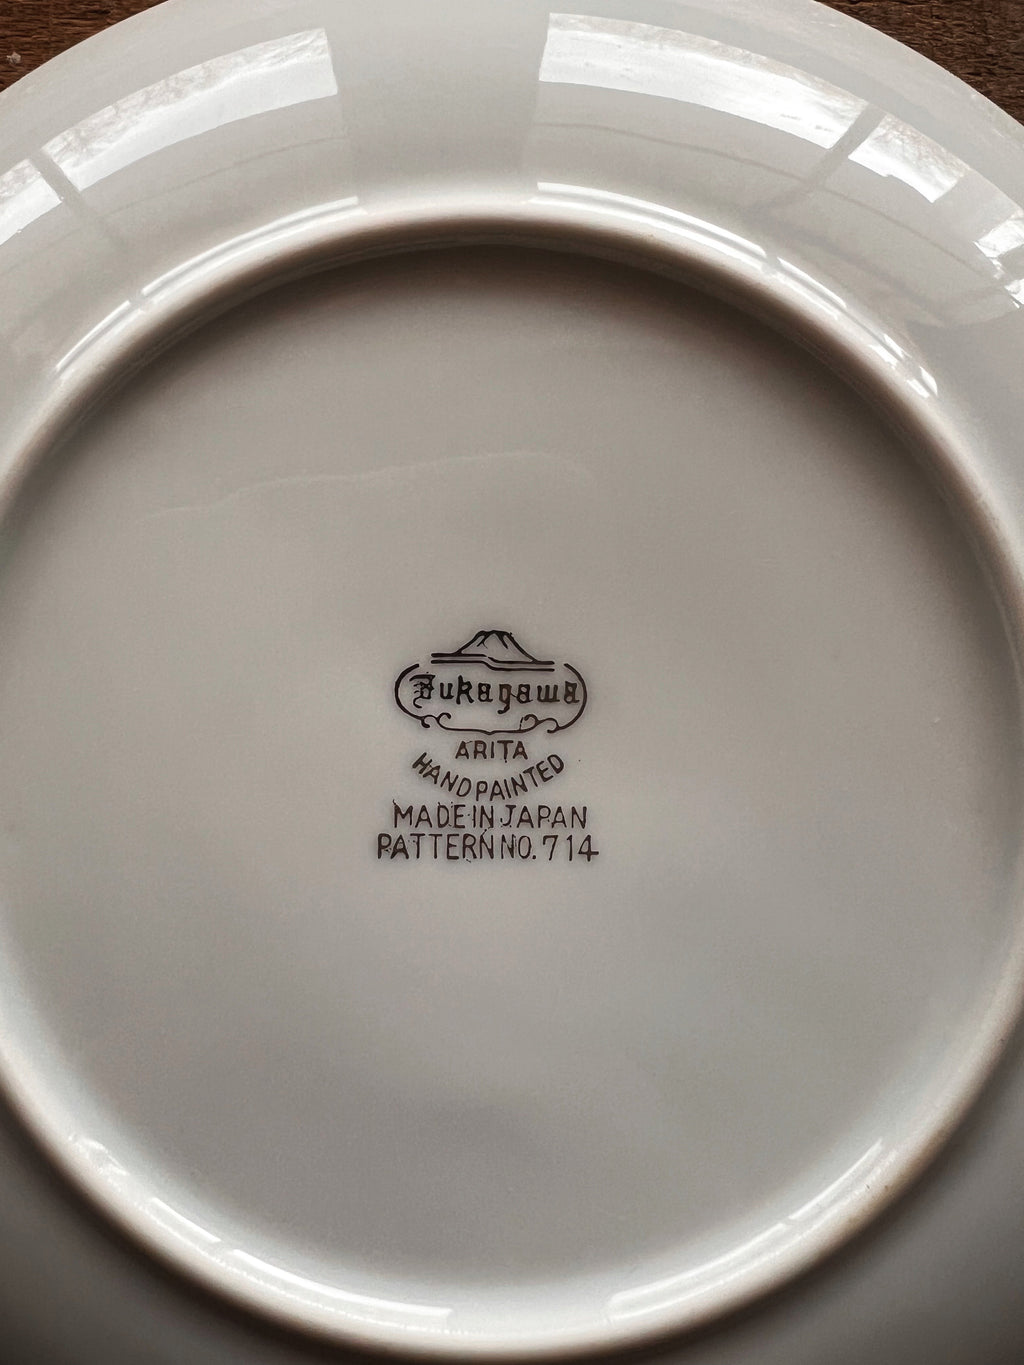 Fukagawa
ARITA
HAND PAINTED
MADE IN JAPAN
PATTERN NO. 714